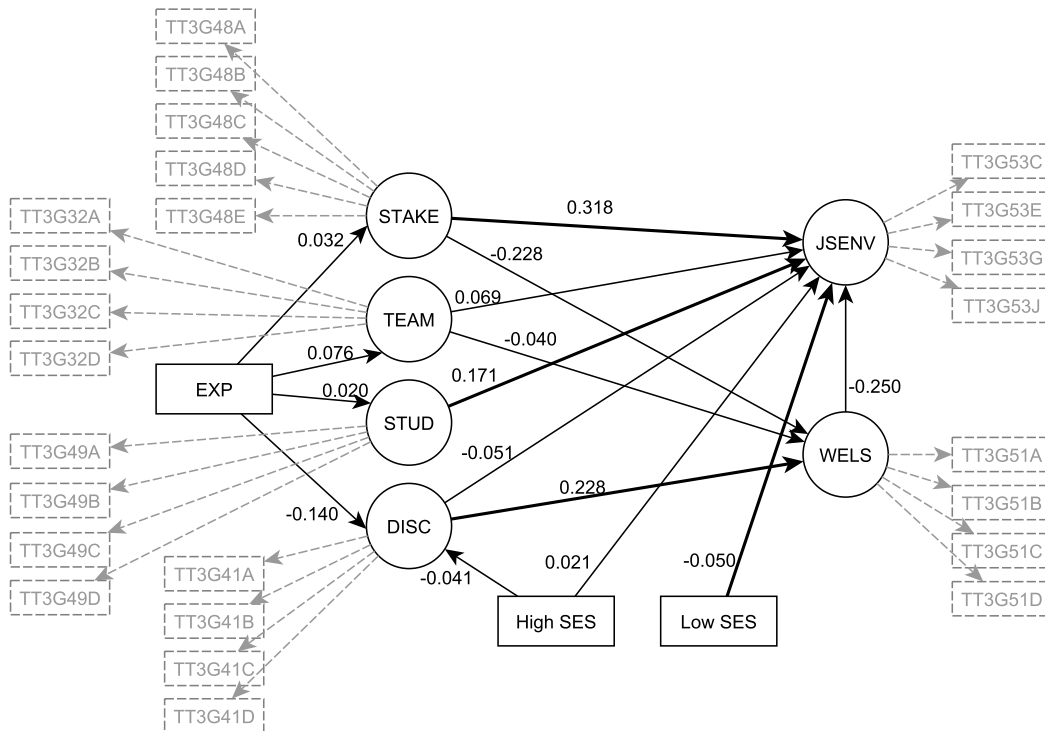 TT3G48A
TT3G48B
TT3G48C
TT3G48D
TT3G48E
TT3G32A
TT3G32B
TT3G32C
TT3G32D
EXP
TT3G49A
TT3G49B
TT3G49C
TT3G49D
TT3G41A
TT3G41B
TT3G41C
TT3G41D
STAKE
TEAM
STUD
DISC
High SES
Low SES
JSENV
WELS
TT3G53C
TT3G53E
TT3G53G
TT3G53J
TT3G51A
TT3G51B
TT3G51C
TT3G51D
0.032
0.076
0.020
-0.140
0.318
-0.228
0.069
-0.040
0.171
-0.051
0.228
-0.041
0.021
-0.050
-0.250